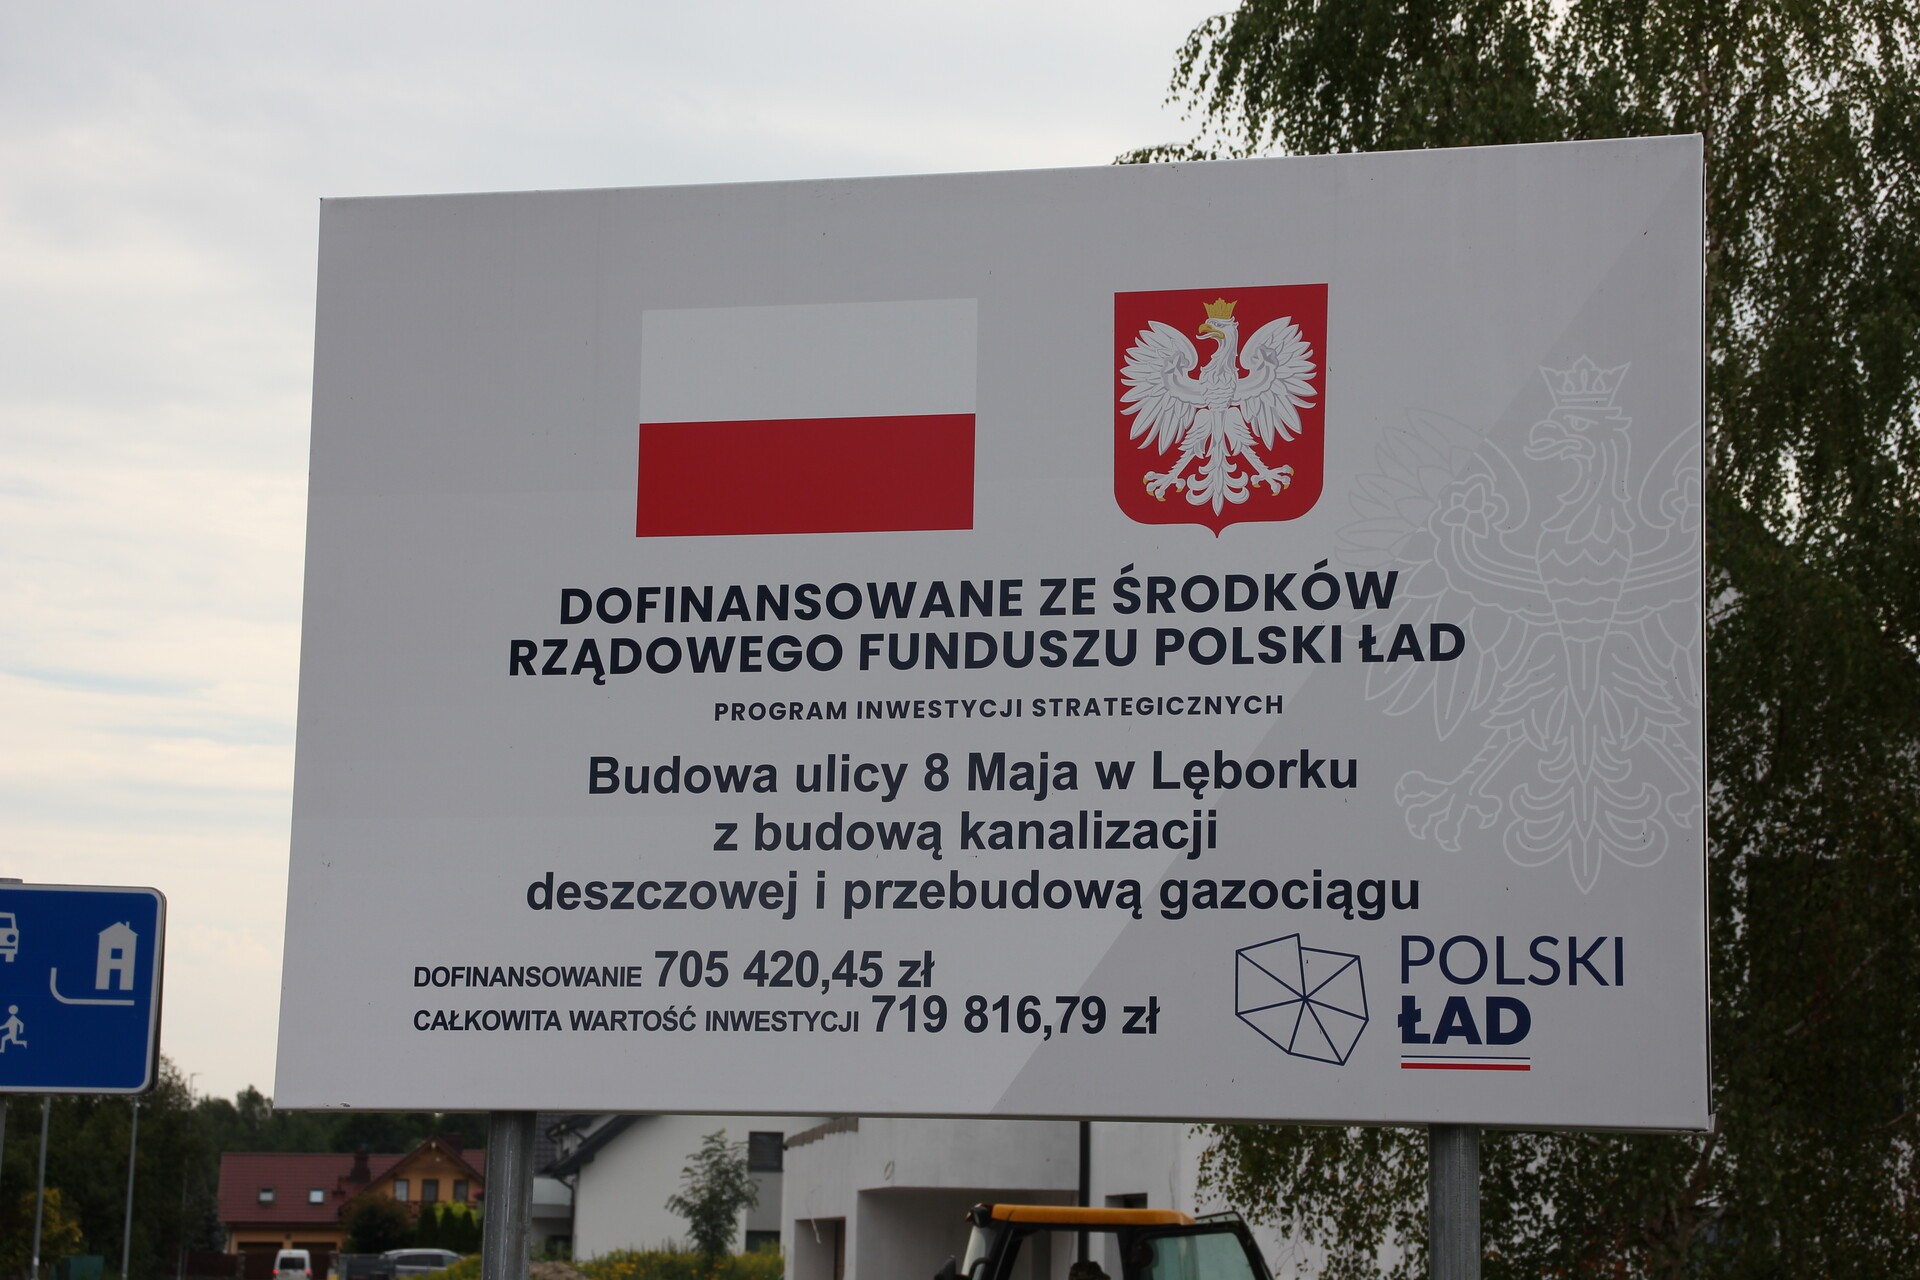 DOFINANSOWANE ZE ŚRODKÓW
RZĄDOWEGO FUNDUSZU POLSKI ŁAD
PROGRAM INWESTYCJI STRATEGICZNYCH
Budowa ulicy 8 Maja w Lęborku
z budową kanalizacji
deszczowej i przebudową gazociągu
DOFINANSOWANIE 705 420,45 zł
CAŁKOWITA WARTOŚĆ INWESTYCJI 719 816,79 zł
POLSKI
ŁAD